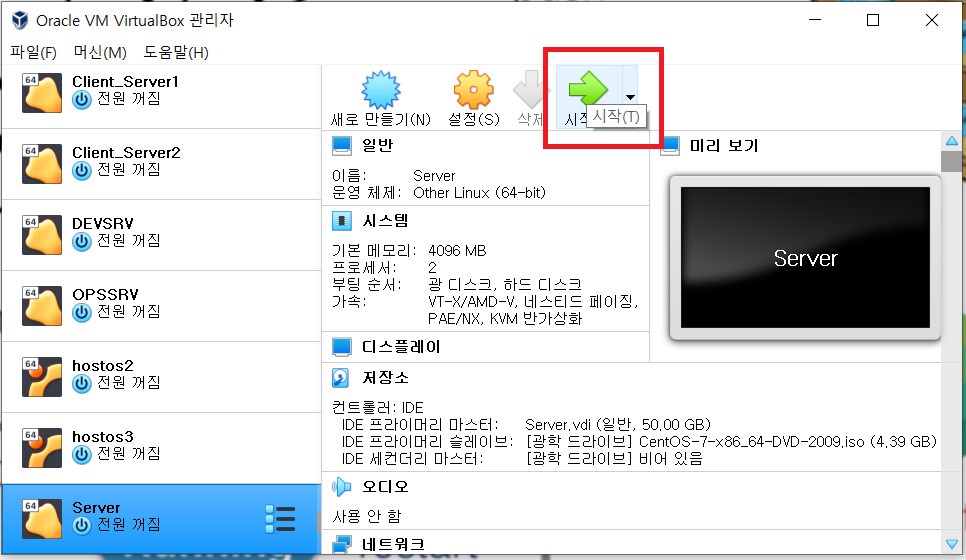 Oracle VM VirtualBox 관리자
파일(F) 머신(M) 도움말(H)
64
Client_Server1
전원 꺼짐
64
Client_Server2
전원 꺼짐
64
DEVSRV
전원 꺼짐
64
OPSSRV
전원 꺼짐
64
hostos2
전원 꺼짐
64
hostos3
전원 꺼짐
64
Server
전원 꺼짐
새로 만들기(N) 설정(S) 삭제
시작(T)
일반
이름: Server
운영 체제: Other Linux (64-bit)
시스템
기본 메모리: 4096 MB
프로세서: 2
부팅 순서: 광 디스크, 하드 디스크
가속: VT-X/AMD-V, 네스티드 페이징,
PAE/NX, KVM 반가상화
디스플레이
미리 보기
Server
저장소
컨트롤러: IDE
IDE 프라이머리 마스터: Server.vdi (일반, 50.00 GB)
IDE 프라이머리 슬레이브: [광학 드라이브] CentOS-7-x86_64-DVD-2009.iso (4.39 GB)
IDE 세컨더리 마스터: [광학 드라이브] 비어 있음
오디오
사용 안 함
네트워크